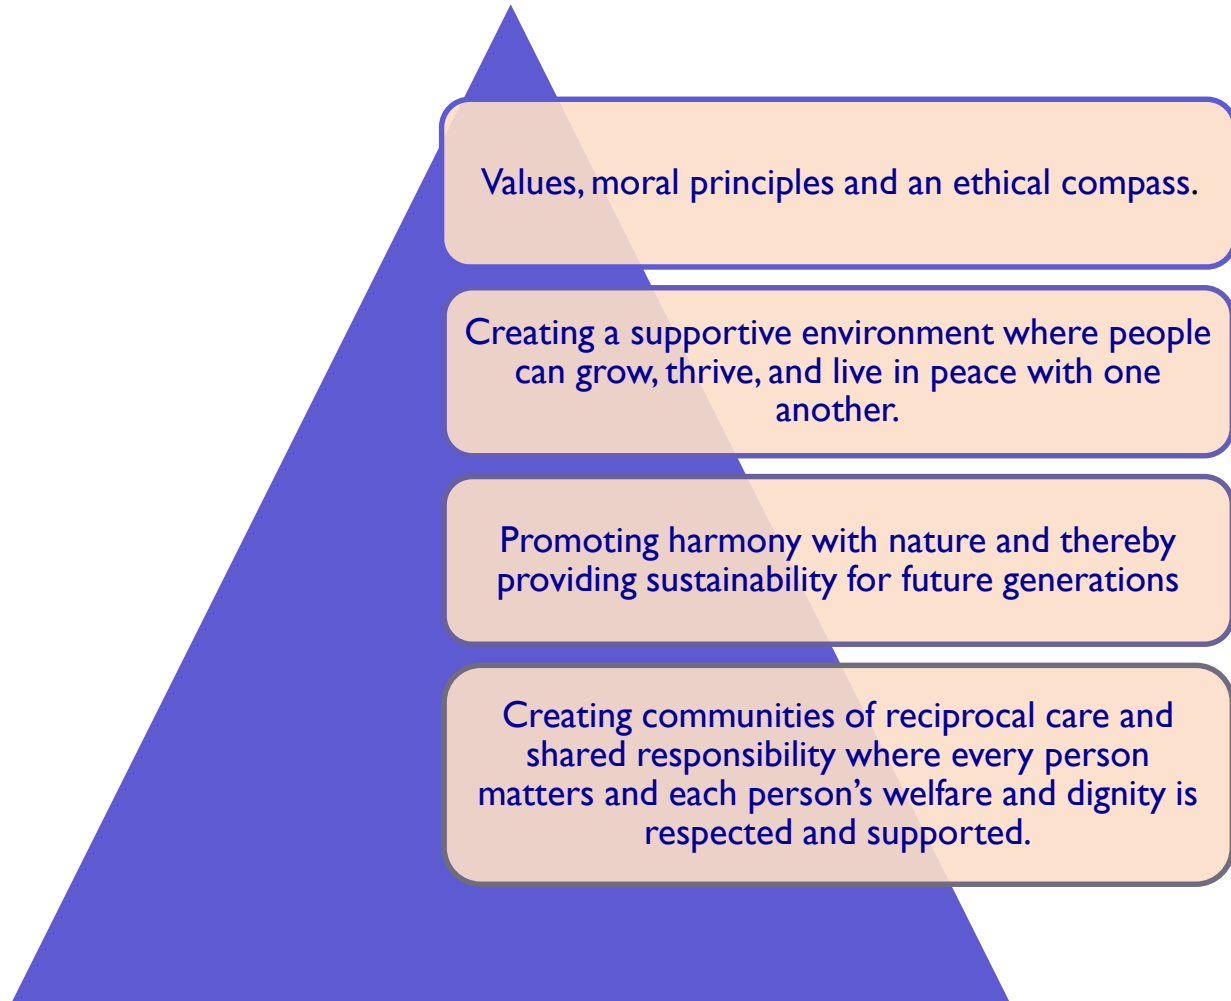 Values, moral principles and an ethical compass.
Creating a supportive environment where people
can grow, thrive, and live in peace with one
another.
Promoting harmony with nature and thereby
providing sustainability for future generations
Creating communities of reciprocal care and
shared responsibility where every person
matters and each person’s welfare and dignity is
respected and supported.